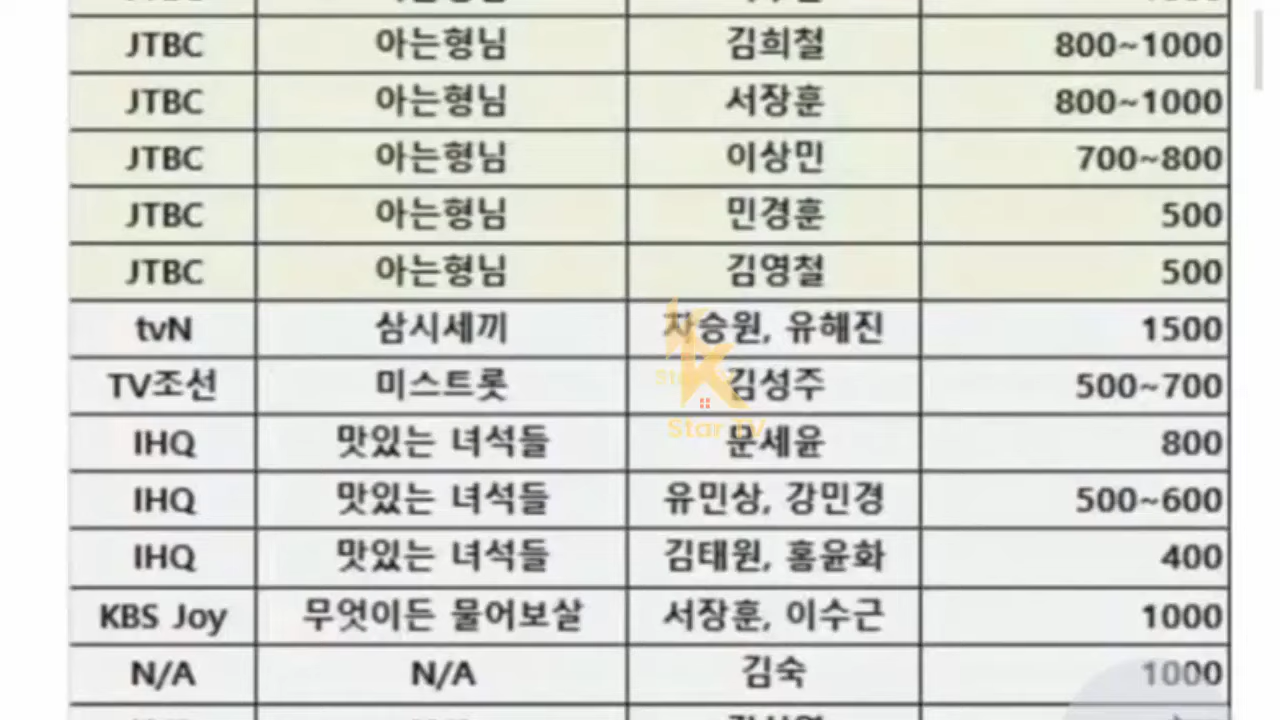 JTBC 아는형님 김희철 800~1000
JTBC 아는형님 서장훈 800~1000
JTBC 아는형님 이상민 700~800
JTBC 아는형님 민경훈 500
JTBC 아는형님 김영철 500
tvN 삼시세끼 차승원, 유해진 1500
TV조선 미스트롯 김성주 500~700
IHQ 맛있는 녀석들 문세윤 800
Star TV
IHQ 맛있는 녀석들 유민상, 강민경 500~600
IHQ 맛있는 녀석들 김태원, 홍윤화 400
KBS Joy 무엇이든 물어보살 서장훈, 이수근 1000
N/A N/A 김숙 1000